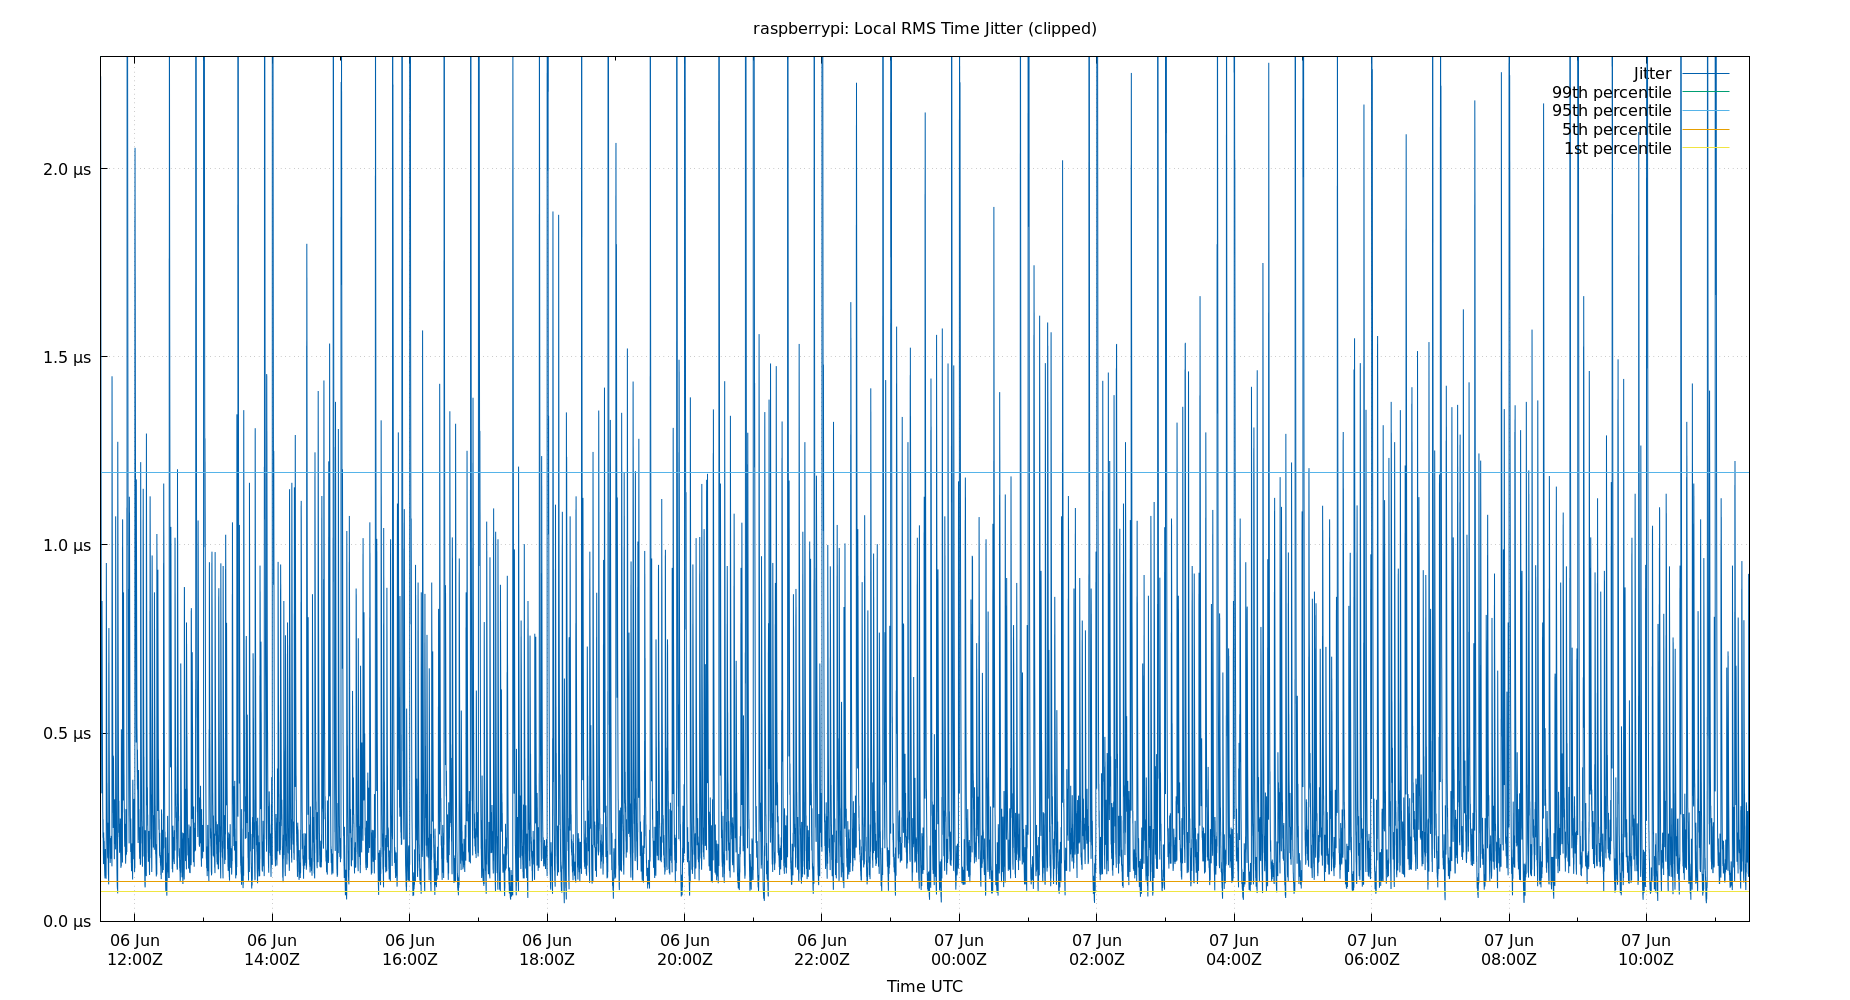 raspberrypi: Local RMS Time Jitter (clipped)
Jitter
99th percentile
95th percentile
5th percentile
1st percentile
2.0 μs
1.5 μs
1.0 μs
0.5 μs
0.0 μs
06 Jun 06 Jun 06 Jun 06 Jun 06 Jun 06 Jun 07 Jun 07 Jun 07 Jun 07 Jun 07 Jun 07 Jun
12:00Z 14:00Z 16:00Z 18:00Z 20:00Z 22:00Z 00:00Z 02:00Z 04:00Z 06:00Z 08:00Z 10:00Z
Time UTC